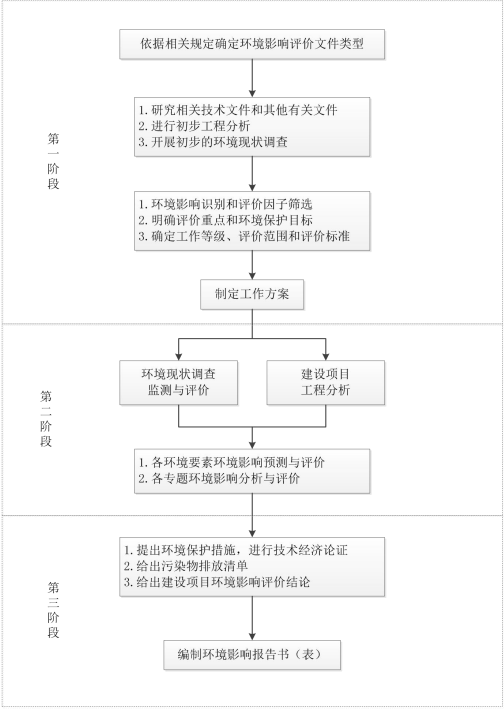 依据相关规定确定环境影响评价文件类型
第一阶段
1.研究相关技术文件和其他有关文件
2.进行初步工程分析
3.开展初步的环境现状调查
1.环境影响识别和评价因子筛选
2.明确评价重点和环境保护目标
3.确定工作等级、评价范围和评价标准
制定工作方案
第二阶段
环境现状调查
监测与评价
建设项目
工程分析
1.各环境要素环境影响预测与评价
2.各专题环境影响分析与评价
第三阶段
1.提出环境保护措施，进行技术经济论证
2.给出污染物排放清单
3.给出建设项目环境影响评价结论
编制环境影响报告书（表）